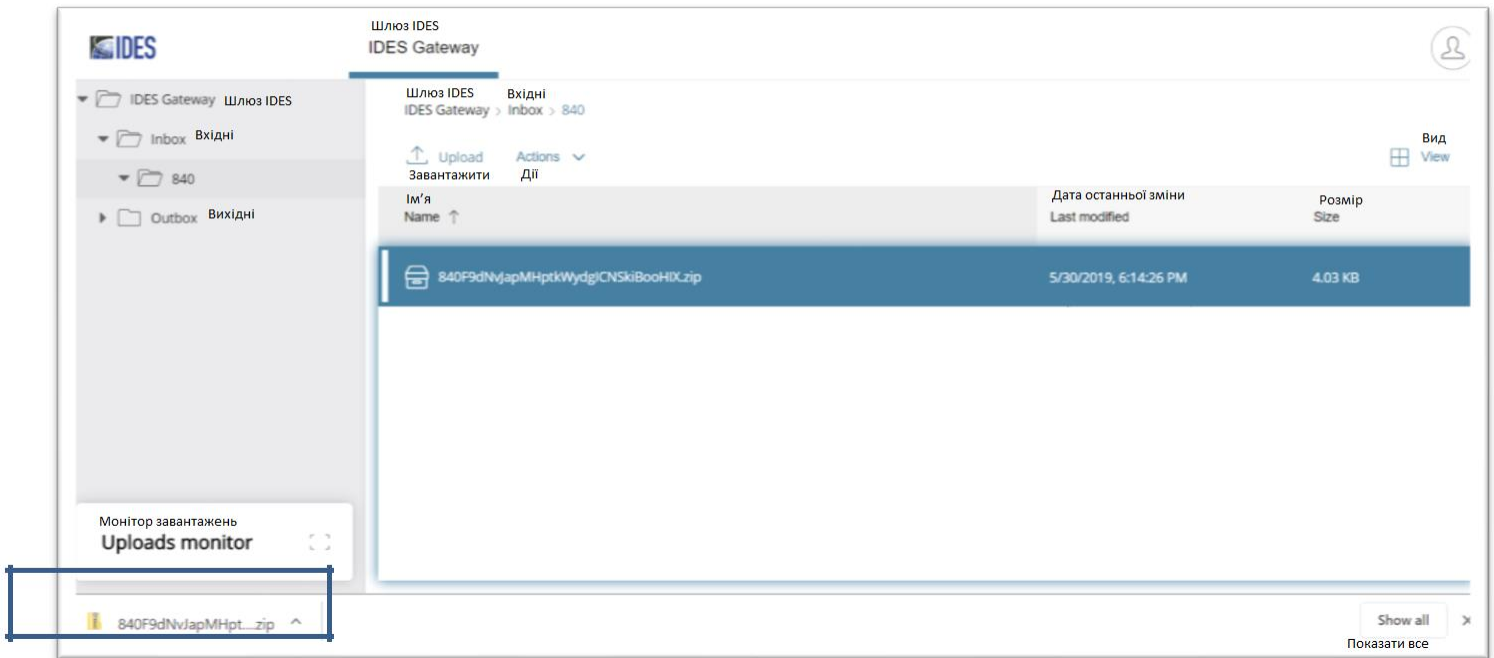 IDES
Шлюз IDES
IDES Gateway
IDES Gateway Шлюз IDES
Inbox Вхідні
840
Outbox Вихідні
Шлюз IDES Вхідні
IDES Gateway > Inbox > 840
Upload Actions
Завантажити Дії
Вид
View
Ім’я Дата останньої зміни Розмір
Name Last modified Size
5/30/2019, 6:14:26 PM 4.03 KB
Монітор завантажень
Uploads monitor
840F9dNvJapMHpt....zip
Show all
Показати все